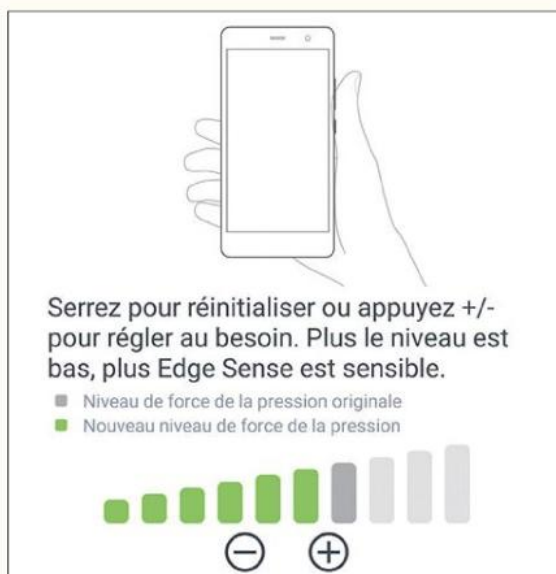 Serrez pour réinitialiser ou appuyez +/-
pour régler au besoin. Plus le niveau est
bas, plus Edge Sense est sensible.
Niveau de force de la pression originale
Nouveau niveau de force de la pression